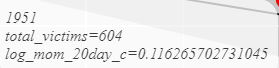 1951
total_victims=604
log_mom_20day_c=0.116265702731045